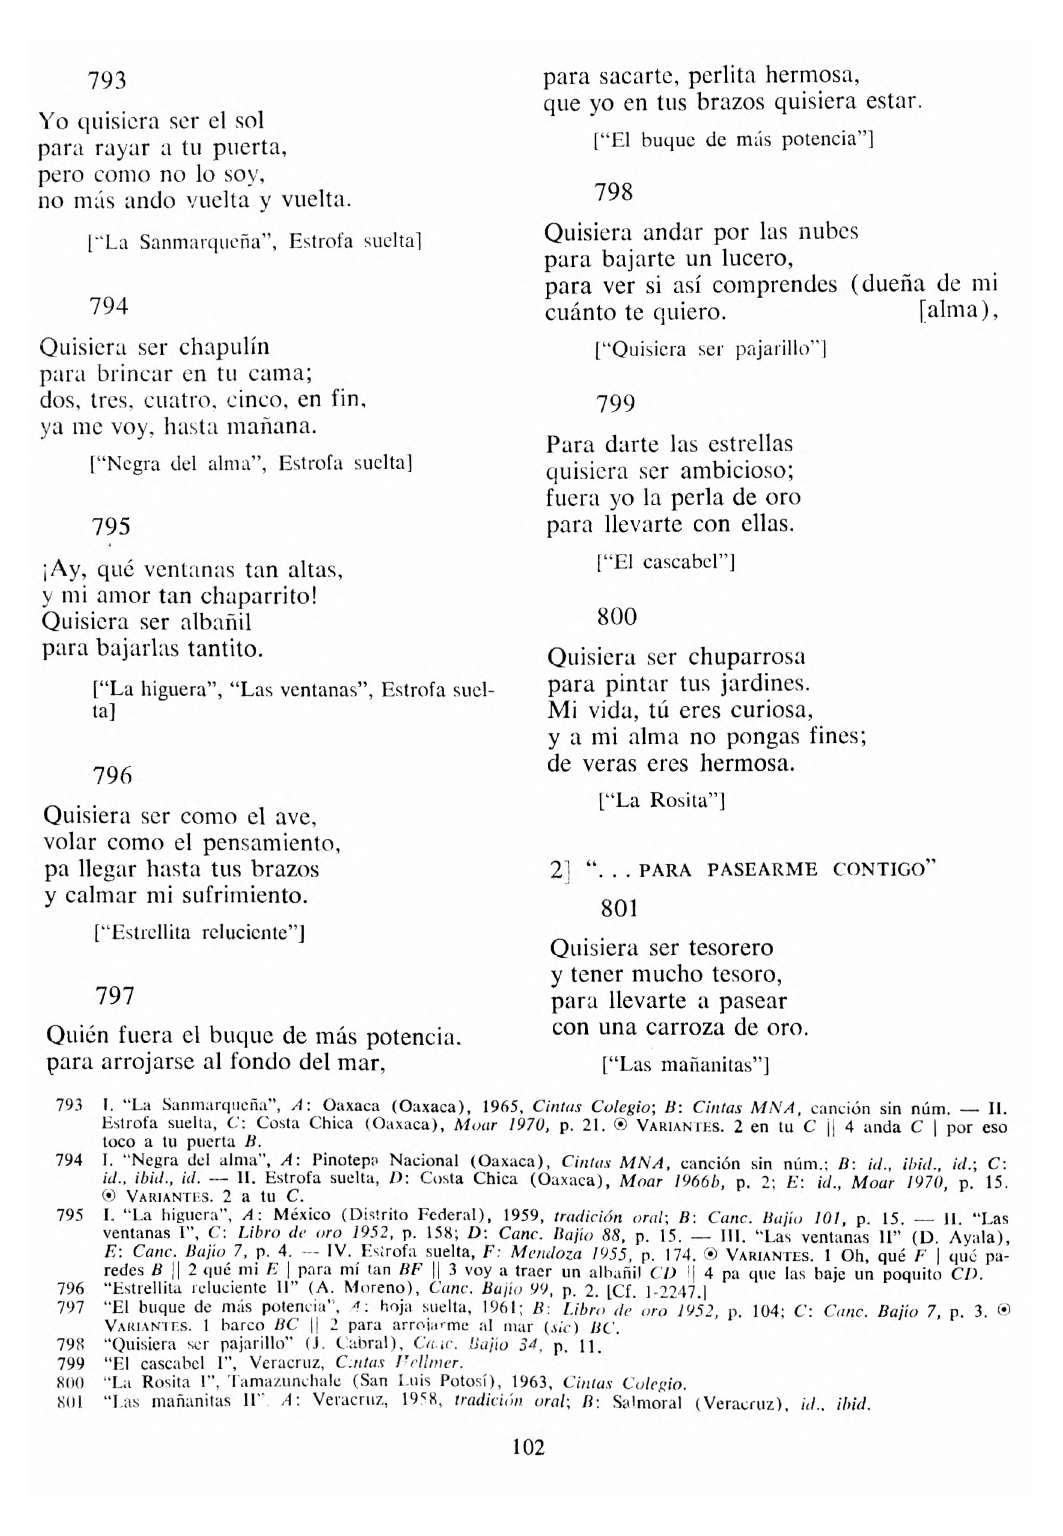 793
Yo quisiera ser el sol
para rayar a tu puerta,
pero como no lo soy,
no más ando vuelta y vuelta.
[“La Sanmarqueña”, Estrofa suelta]
794
Quisiera ser chapulín
para brincar en tu cama;
dos, tres, cuatro, cinco, en fin,
ya me voy, hasta mañana.
[“Negra del alma”, Estrofa suelta]
795
¡Ay, qué ventanas tan altas,
y mi amor tan chaparrito!
Quisiera ser albañil
para bajarlas tantito.
[“La higuera”, “Las ventanas”, Estrofa suel-
ta]
796
Quisiera ser como el ave,
volar como el pensamiento,
pa llegar hasta tus brazos
y calmar mi sufrimiento.
[“Estrellita reluciente”]
797
Quién fuera el buque de más potencia.
para arrojarse al fondo del mar,
para sacarte, perlita hermosa,
que yo en tus brazos quisiera estar.
[“El buque de más potencia”]
798
Quisiera andar por las nubes
para bajarte un lucero,
para ver si así comprendes (dueña de mi
cuánto te quiero. [alma),
[“Quisiera ser pajarillo”]
799
Para darte las estrellas
quisiera ser ambicioso;
fuera yo la perla de oro
para llevarte con ellas.
[“El cascabel”]
800
Quisiera ser chuparrosa
para pintar tus jardines.
Mi vida, tú eres curiosa,
y a mi alma no pongas fines;
de veras eres hermosa.
[“La Rosita”]
2] “. . . PARA PASEARME CONTIGO”
801
Quisiera ser tesorero
y tener mucho tesoro,
para llevarte a pasear
con una carroza de oro.
[“Las mañanitas”]
793 I. “La Sanmarqueña”, A: Oaxaca (Oaxaca), 1965, Cintas Colegio; B: Cintas MNA, canción sin núm. — II.
Estrofa suelta, C: Costa Chica (Oaxaca), Moar 1970, p. 21. ⊙ VARIANTES. 2 en tu C || 4 anda C | por eso
toco a tu puerta B.
794 I. “Negra del alma”, A: Pinotepa Nacional (Oaxaca), Cintas MNA, canción sin núm.; B: id., ibid., id.; C:
id., ibid., id. — II. Estrofa suelta, D: Costa Chica (Oaxaca), Moar 1966b, p. 2; E: id., Moar 1970, p. 15.
⊙ VARIANTES. 2 a tu C.
795 I. “La higuera”, A: México (Distrito Federal), 1959, tradición oral; B: Canc. Bajío 101, p. 15. — II. “Las
ventanas I”, C: Libro de oro 1952, p. 158; D: Canc. Bajío 88, p. 15. — III. “Las ventanas II” (D. Ayala),
E: Canc. Bajío 7, p. 4. — IV. Estrofa suelta, F: Mendoza 1955, p. 174. ⊙ VARIANTES. 1 Oh, qué F | qué pa-
redes B || 2 qué mi E | para mí tan BF || 3 voy a traer un albañil CD || 4 pa que las baje un poquito CD.
796 “Estrellita reluciente II” (A. Moreno), Canc. Bajío 99, p. 2. [Cf. 1-2247.]
797 “El buque de más potencia”, A: hoja suelta, 1961; B: Libro de oro 1952, p. 104; C: Canc. Bajío 7, p. 3. ⊙
VARIANTES. 1 barco BC || 2 para arrojarme al mar (sic) BC.
798 “Quisiera ser pajarillo” (J. Cabral), Canc. Bajío 34, p. 11.
799 “El cascabel I”, Veracruz, Cintas Vellmer.
800 “La Rosita I”, Tamazunchale (San Luis Potosí), 1963, Cintas Colegio.
801 “Las mañanitas II” A: Veracruz, 1958, tradición oral; B: Salmoral (Veracruz), id., ibid.
102